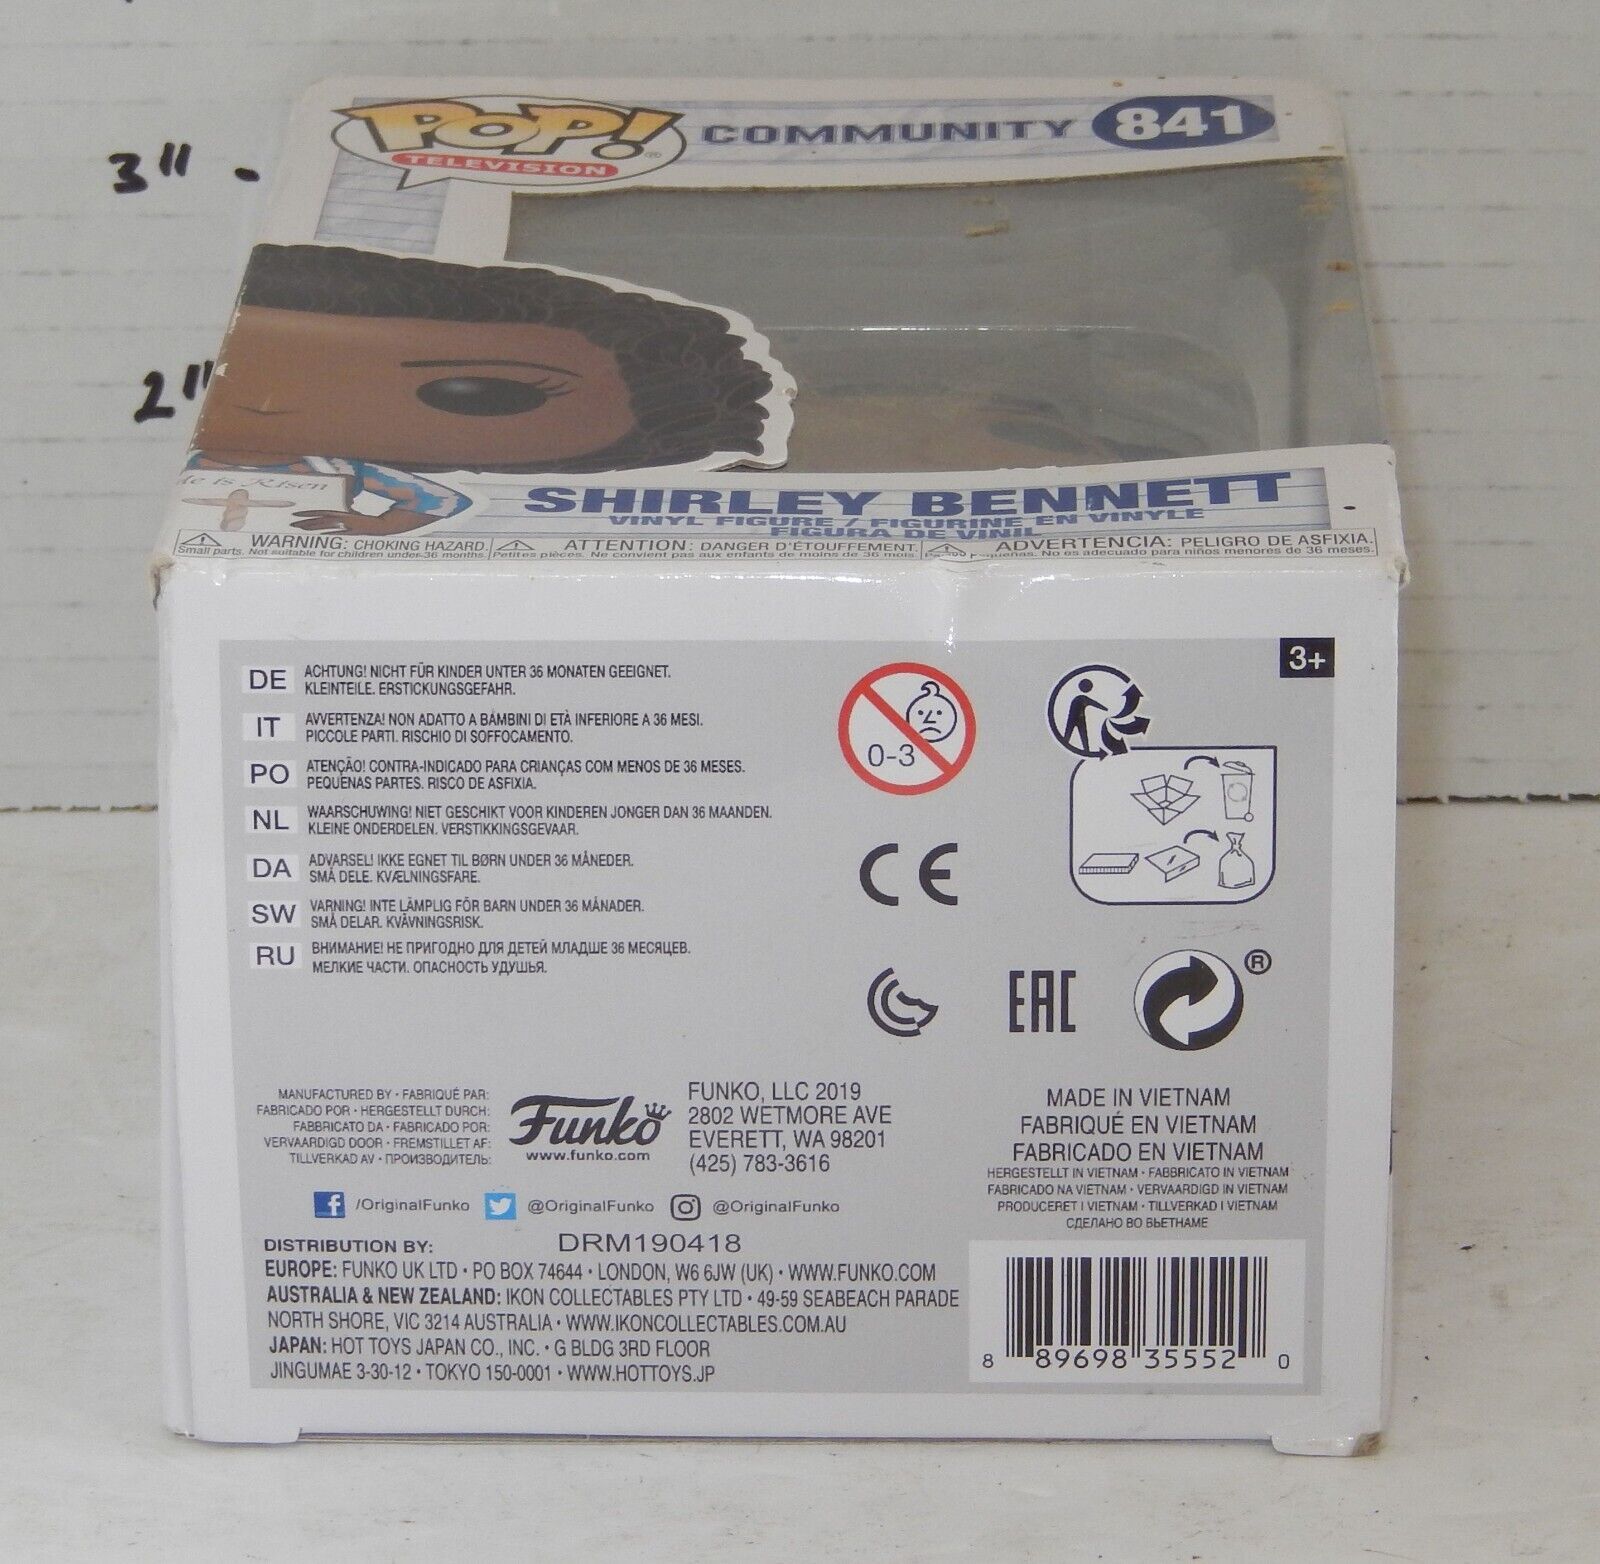 3" -
2"
POP! ®
TELEVISION
COMMUNITY 841
is Risen
SHIRLEY BENNETT
VINYL FIGURE / FIGURINE EN VINYLE
FIGURA DE VINIL
WARNING: CHOKING HAZARD.
Small parts. Not suitable for children under 36 months.
ATTENTION: DANGER D'ÉTOUFFEMENT.
Petites pièces. Ne convient pas aux enfants de moins de 36 mois.
ADVERTENCIA: PELIGRO DE ASFIXIA.
No es adecuado para niños menores de 36 meses.
3+
DE ACHTUNG! NICHT FÜR KINDER UNTER 36 MONATEN GEEIGNET.
KLEINTEILE. ERSTICKUNGSGEFAHR.
IT AVVERTENZA! NON ADATTO A BAMBINI DI ETÀ INFERIORE A 36 MESI.
PICCOLE PARTI. RISCHIO DI SOFFOCAMENTO.
PO ATENÇÃO! CONTRA-INDICADO PARA CRIANÇAS COM MENOS DE 36 MESES.
PEQUENAS PARTES. RISCO DE ASFIXIA.
NL WAARSCHUWING! NIET GESCHIKT VOOR KINDEREN JONGER DAN 36 MAANDEN.
KLEINE ONDERDELEN. VERSTIKKINGSGEVAAR.
DA ADVARSEL! IKKE EGNET TIL BØRN UNDER 36 MÅNEDER.
SMÅ DELE. KVÆLNINGSFARE.
SW VARNING! INTE LÄMPLIG FÖR BARN UNDER 36 MÅNADER.
SMÅ DELAR. KVÄVNINGSRISK.
RU ВНИМАНИЕ! НЕ ПРИГОДНО ДЛЯ ДЕТЕЙ МЛАДШЕ 36 МЕСЯЦЕВ.
МЕЛКИЕ ЧАСТИ. ОПАСНОСТЬ УДУШЬЯ.
0-3
CE
EAC
®
MANUFACTURED BY • FABRIQUÉ PAR:
FABRICADO POR • HERGESTELLT DURCH:
FABBRICATO DA • FABRICADO POR:
VERVAARDIGD DOOR • FREMSTILLET AF:
TILLVERKAD AV • ПРОИЗВОДИТЕЛЬ:
Funko
www.funko.com
FUNKO, LLC 2019
2802 WETMORE AVE
EVERETT, WA 98201
(425) 783-3616
/OriginalFunko @OriginalFunko @OriginalFunko
MADE IN VIETNAM
FABRIQUÉ EN VIETNAM
FABRICADO EN VIETNAM
HERGESTELLT IN VIETNAM • FABBRICATO IN VIETNAM
FABRICADO NA VIETNAM • VERVAARDIGD IN VIETNAM
PRODUCERET I VIETNAM • TILLVERKAD I VIETNAM
СДЕЛАНО ВО ВЬЕТНАМЕ
DISTRIBUTION BY: DRM190418
EUROPE: FUNKO UK LTD • PO BOX 74644 • LONDON, W6 6JW (UK) • WWW.FUNKO.COM
AUSTRALIA & NEW ZEALAND: IKON COLLECTABLES PTY LTD • 49-59 SEABEACH PARADE
NORTH SHORE, VIC 3214 AUSTRALIA • WWW.IKONCOLLECTABLES.COM.AU
JAPAN: HOT TOYS JAPAN CO., INC. • G BLDG 3RD FLOOR
JINGUMAE 3-30-12 • TOKYO 150-0001 • WWW.HOTTOYS.JP
8 89698 35552 0